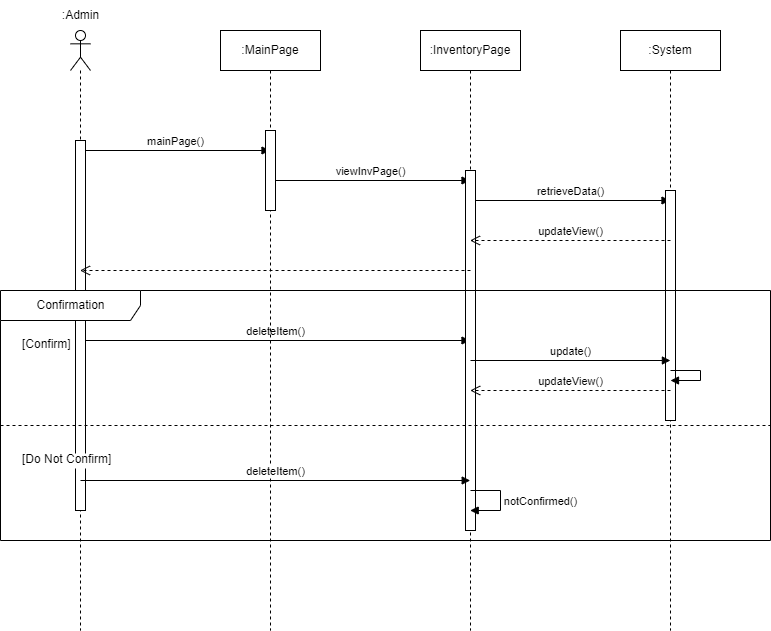 :Admin
:MainPage
:InventoryPage
:System
mainPage()
viewInvPage()
retrieveData()
updateView()
Confirmation
deleteItem()
[Confirm]
update()
updateView()
[Do Not Confirm]
deleteItem()
notConfirmed()